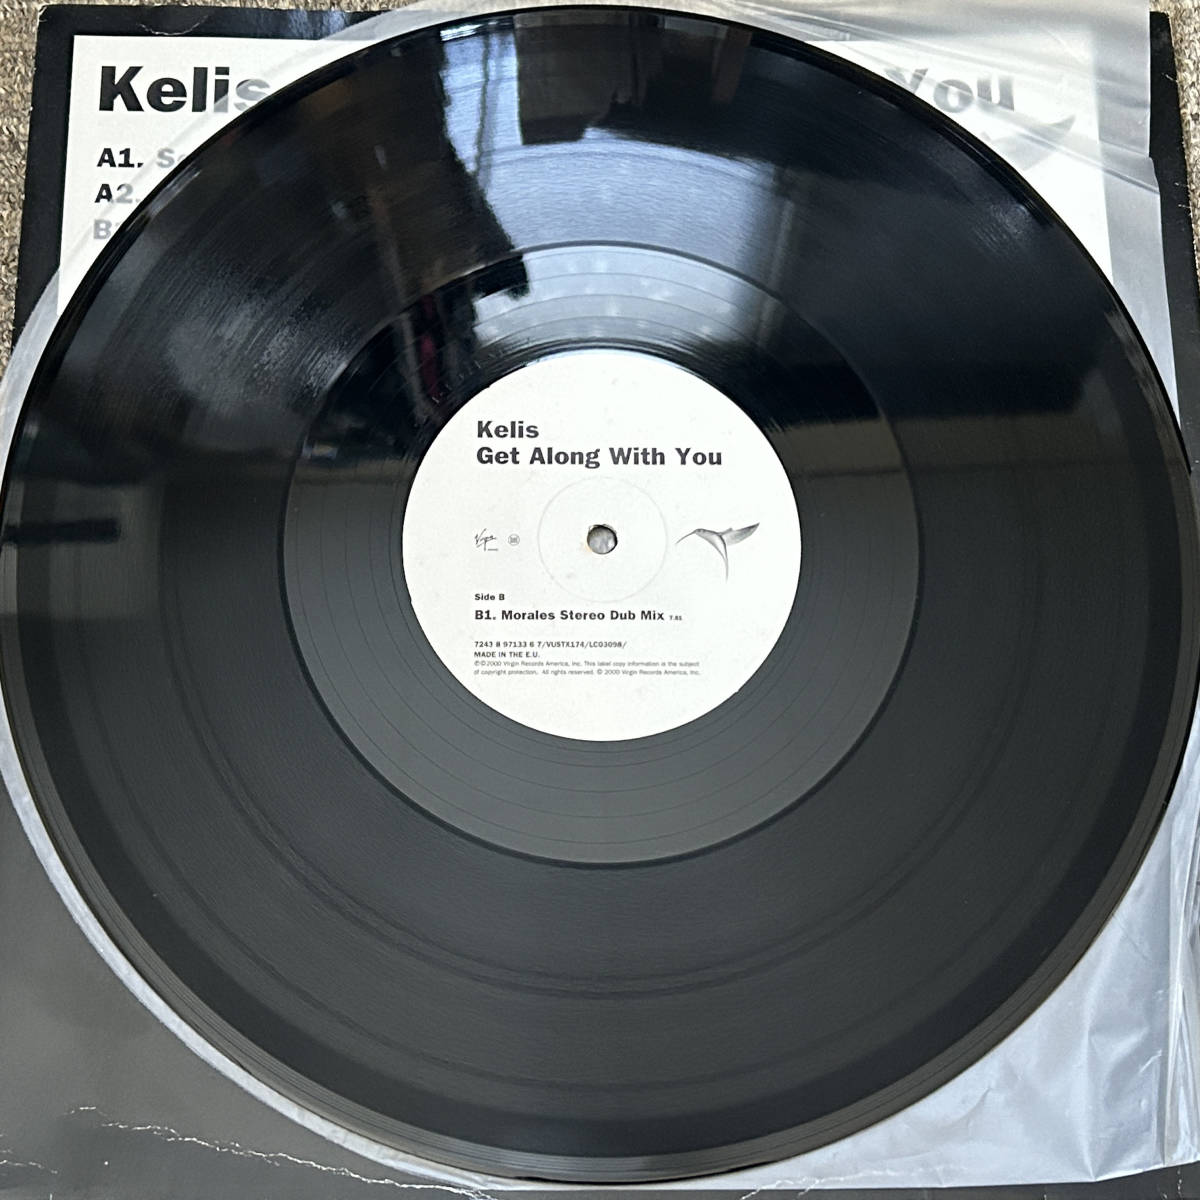 Kelis You
A1.
A2.
Kelis
Get Along With You
Virgin
Side B
B1. Morales Stereo Dub Mix
7243 8 97133 6 7/VUSTX174/LC03098/
MADE IN THE E.U.
℗©2000 Virgin Records America, Inc. This label copy information is the subject
of copyright protection. All rights reserved. © 2000 Virgin Records America, Inc.